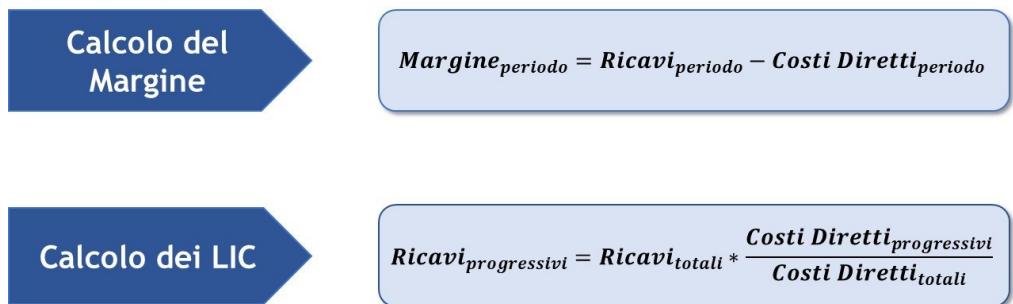 Calcolo del
Margine
Margine_periodo = Ricavi_periodo − Costi Diretti_periodo
Calcolo dei LIC
Ricavi_progressivi = Ricavi_totali * Costi Diretti_progressivi / Costi Diretti_totali